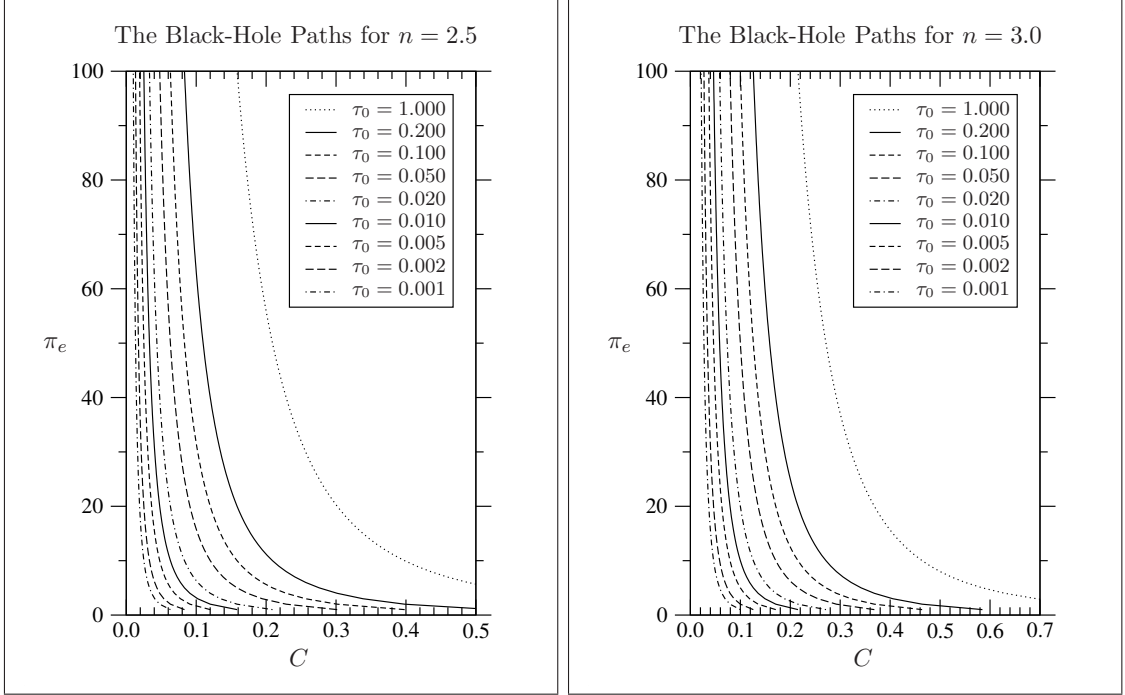 The Black-Hole Paths for n = 2.5
100
80
60
40
20
0
π_e
0.0 0.1 0.2 0.3 0.4 0.5
C
τ_0 = 1.000
τ_0 = 0.200
τ_0 = 0.100
τ_0 = 0.050
τ_0 = 0.020
τ_0 = 0.010
τ_0 = 0.005
τ_0 = 0.002
τ_0 = 0.001
The Black-Hole Paths for n = 3.0
100
80
60
40
20
0
π_e
0.0 0.1 0.2 0.3 0.4 0.5 0.6 0.7
C
τ_0 = 1.000
τ_0 = 0.200
τ_0 = 0.100
τ_0 = 0.050
τ_0 = 0.020
τ_0 = 0.010
τ_0 = 0.005
τ_0 = 0.002
τ_0 = 0.001